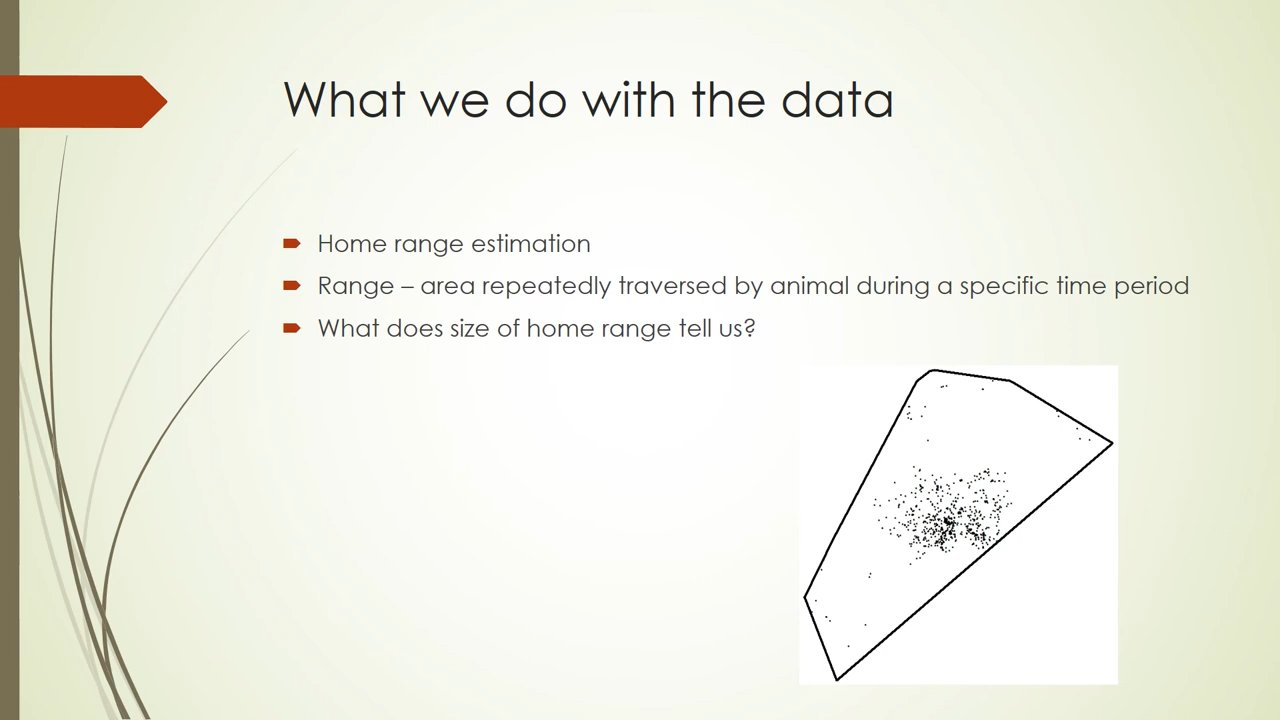 What we do with the data
Home range estimation
Range – area repeatedly traversed by animal during a specific time period
What does size of home range tell us?